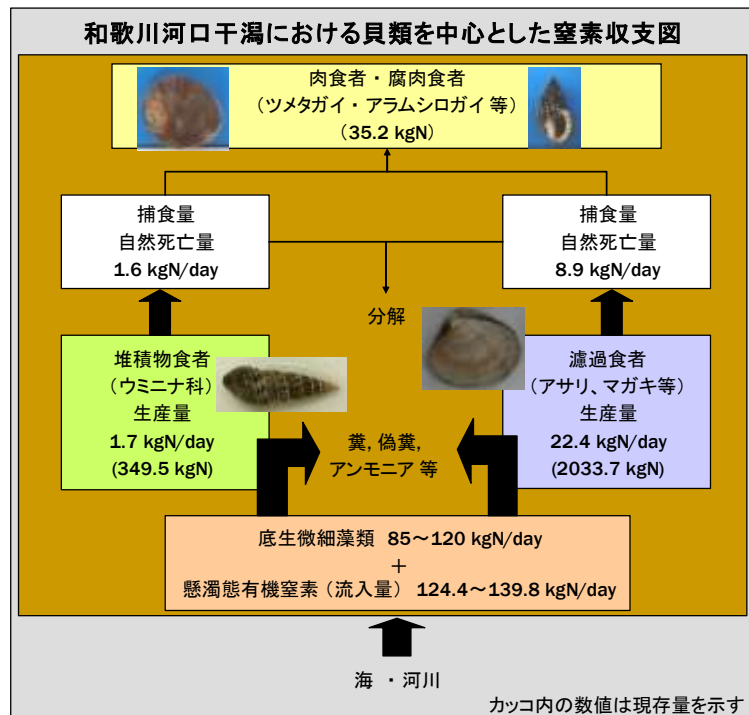 和歌川河口干潟における貝類を中心とした窒素収支図
肉食者・腐肉食者
（ツメタガイ・アラムシロガイ 等）
(35.2 kgN)
捕食量
自然死亡量
1.6 kgN/day
捕食量
自然死亡量
8.9 kgN/day
分解
堆積物食者
（ウミニナ科）
生産量
1.7 kgN/day
(349.5 kgN)
濾過食者
（アサリ、マガキ等）
生産量
22.4 kgN/day
(2033.7 kgN)
糞, 偽糞,
アンモニア 等
底生微細藻類 85～120 kgN/day
＋
懸濁態有機窒素（流入量） 124.4～139.8 kgN/day
海 ・河川
カッコ内の数値は現存量を示す